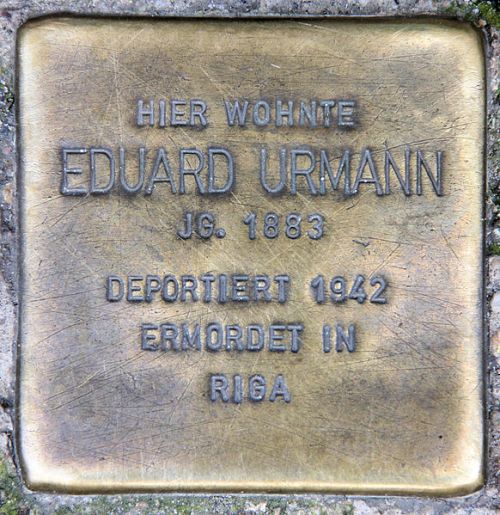 HIER WOHNTE
EDUARD URMANN
JG. 1883
DEPORTIERT 1942
ERMORDET IN
RIGA